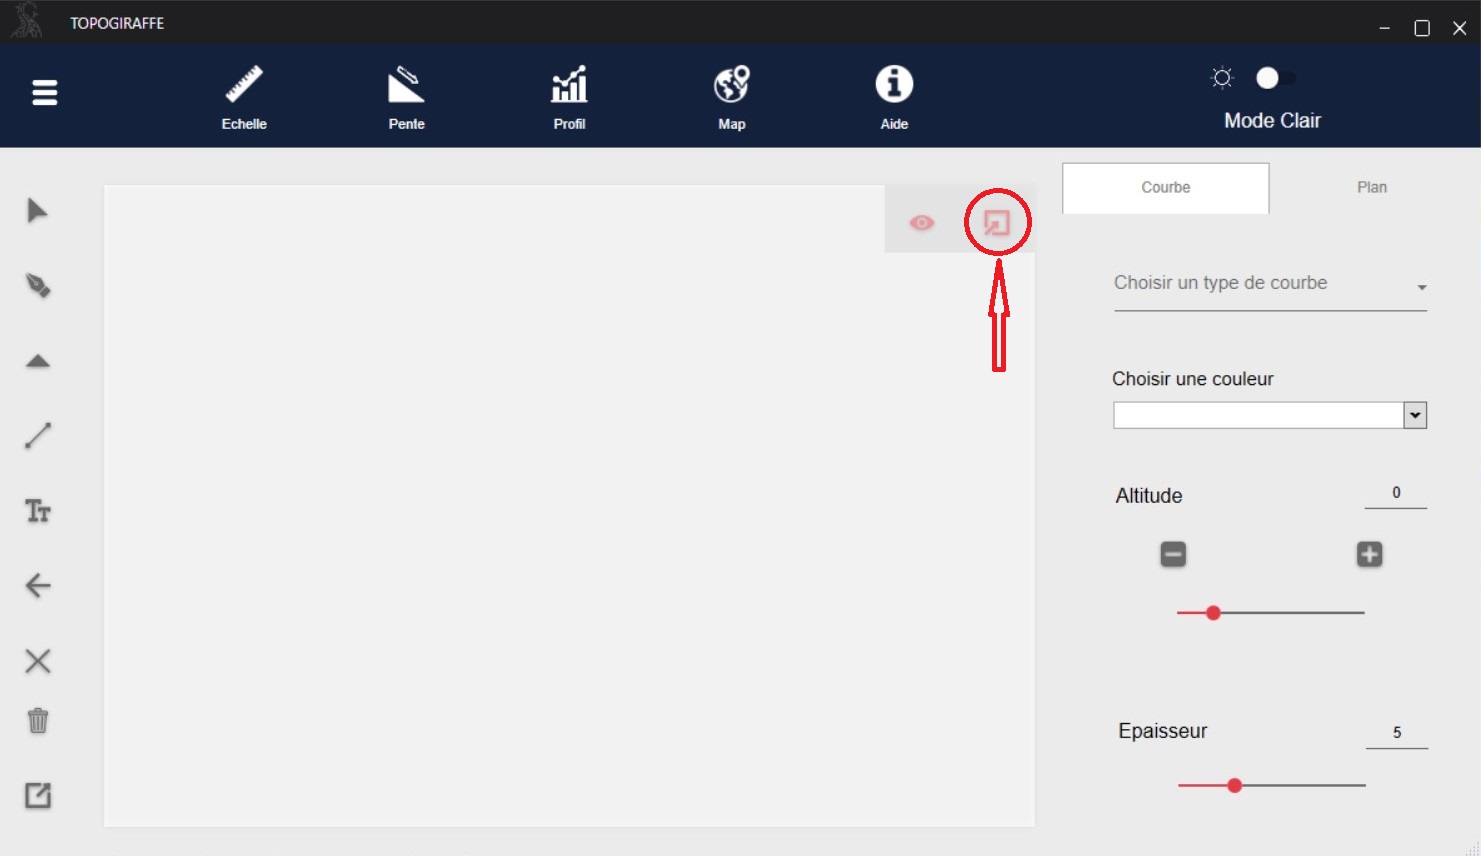 TOPOGIRAFFE
Echelle
Pente
Profil
Map
Aide
Mode Clair
Courbe
Plan
Choisir un type de courbe
Choisir une couleur
Altitude
0
Epaisseur
5